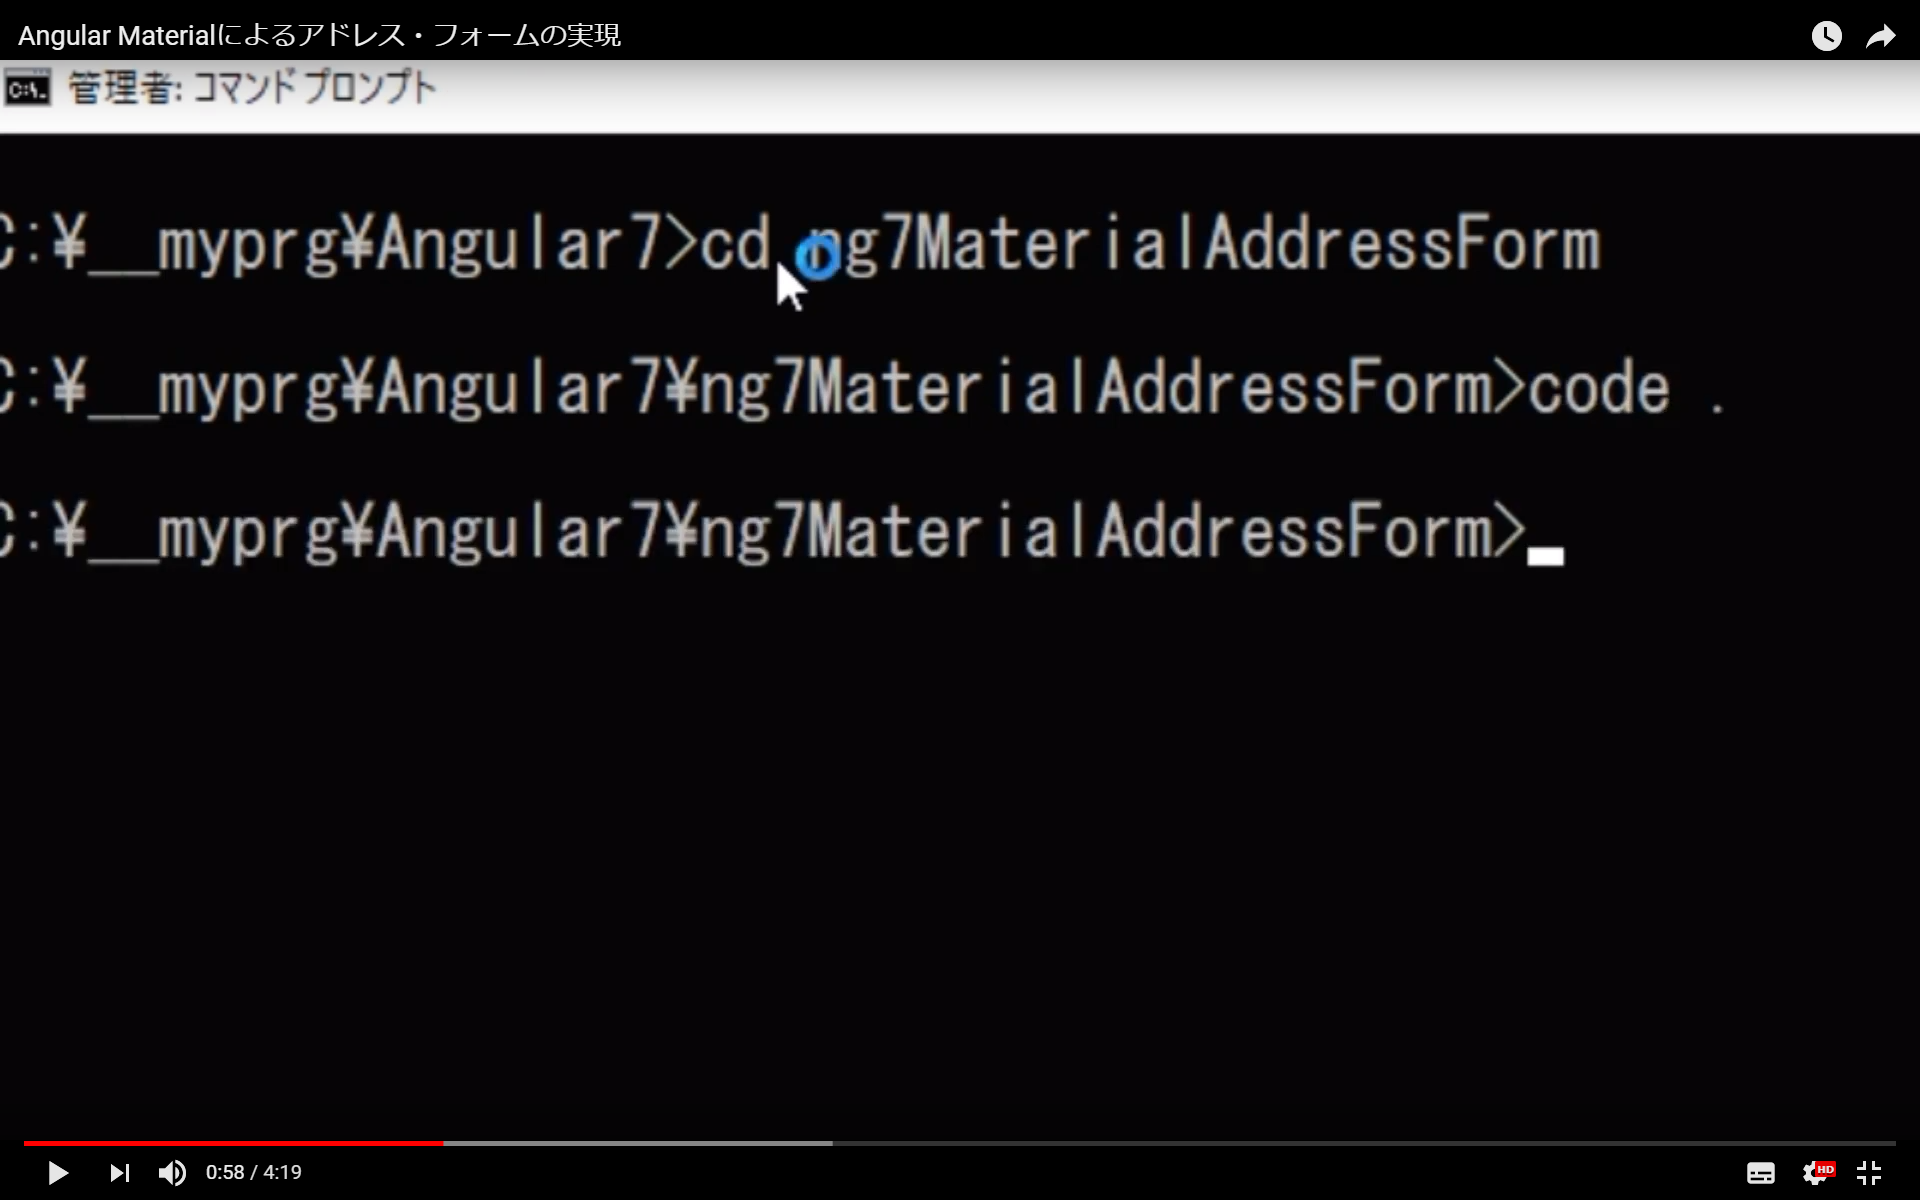 Angular Materialによるアドレス・フォームの実現
管理者: コマンド プロンプト
C:¥__myprg¥Angular7>cd ng7MaterialAddressForm
C:¥__myprg¥Angular7¥ng7MaterialAddressForm>code .
C:¥__myprg¥Angular7¥ng7MaterialAddressForm>
0:58 / 4:19
HD